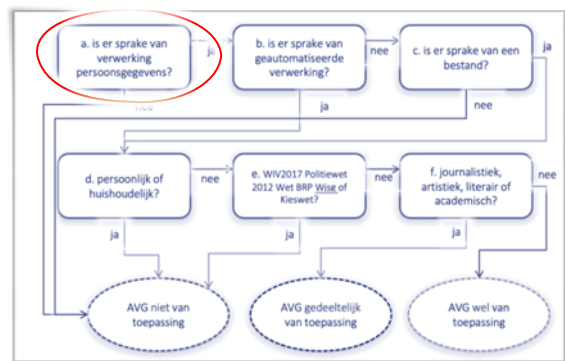 a. is er sprake van
verwerking
persoonsgegevens?
ja
b. is er sprake van
geautomatiseerde
verwerking?
nee
c. is er sprake van een
bestand?
ja
nee
ja
nee
d. persoonlijk of
huishoudelijk?
nee
e. WIV2017 Politiewet
2012 Wet BRP Wisg of
Kieswet?
nee
f. journalistiek,
artistiek, literair of
academisch?
nee
ja
ja
ja
AVG niet van
toepassing
AVG gedeeltelijk
van toepassing
AVG wel van
toepassing